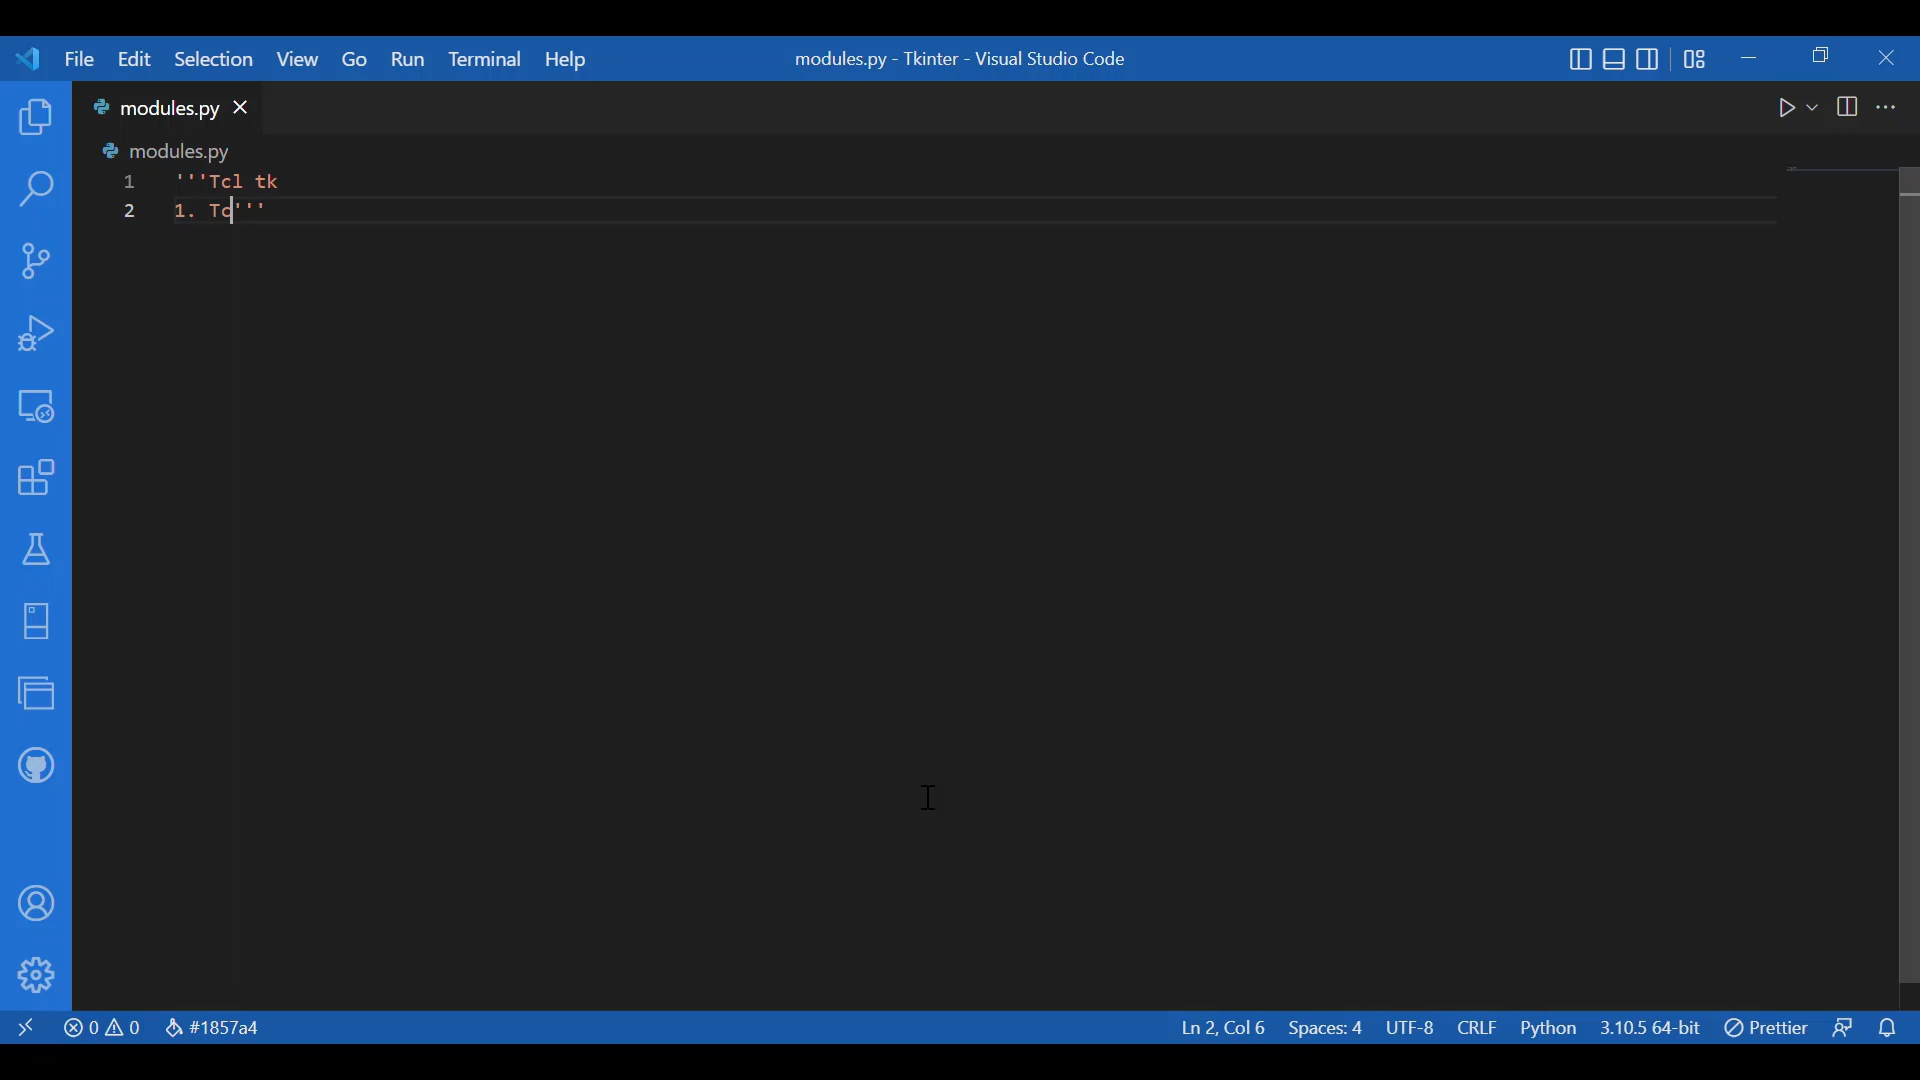 File Edit Selection View Go Run Terminal Help modules.py - Tkinter - Visual Studio Code
modules.py
modules.py
1 '''Tcl tk
2 1. Tc'''
0 0 #1857a4 Ln 2, Col 6 Spaces: 4 UTF-8 CRLF Python 3.10.5 64-bit Prettier